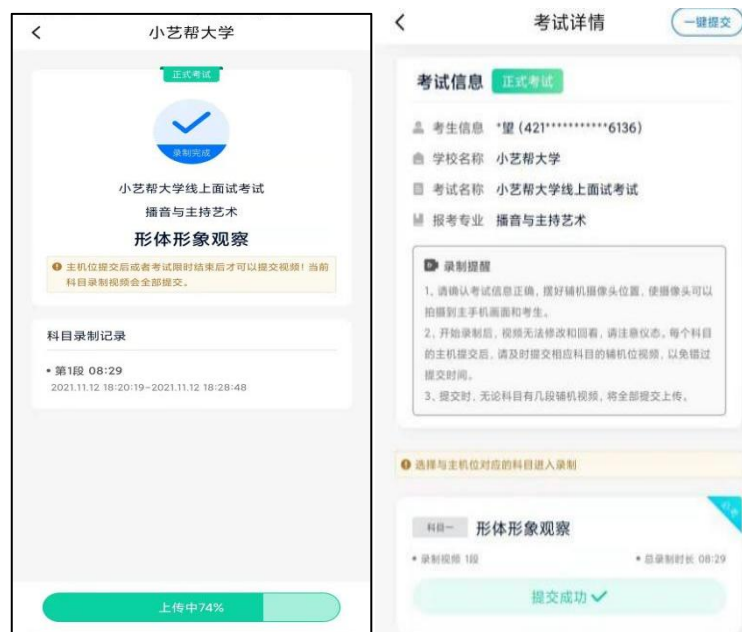 小艺帮大学
正式考试
录制完成
小艺帮大学线上面试考试
播音与主持艺术
形体形象观察
主机位提交后或者考试限时结束后才可以提交视频！当前
科目录制视频会全部提交。
科目录制记录
• 第1段 08:29
2021.11.12 18:20:19~2021.11.12 18:28:48
上传中74%
考试详情
一键提交
考试信息 正式考试
考生信息 *望 (421***********6136)
学校名称 小艺帮大学
考试名称 小艺帮大学线上面试考试
报考专业 播音与主持艺术
录制提醒
1、请确认考试信息正确，摆好辅机摄像头位置，使摄像头可以
拍摄到主手机画面和考生。
2、开始录制后，视频无法修改和回看，请注意仪态。每个科目
的主机提交后，请及时提交相应科目的辅机位视频，以免错过
提交时间。
3、提交时，无论科目有几段辅机视频，将全部提交上传。
选择与主机位对应的科目进入录制
科目一 形体形象观察
• 录制视频 1段 • 总录制时长 08:29
提交成功